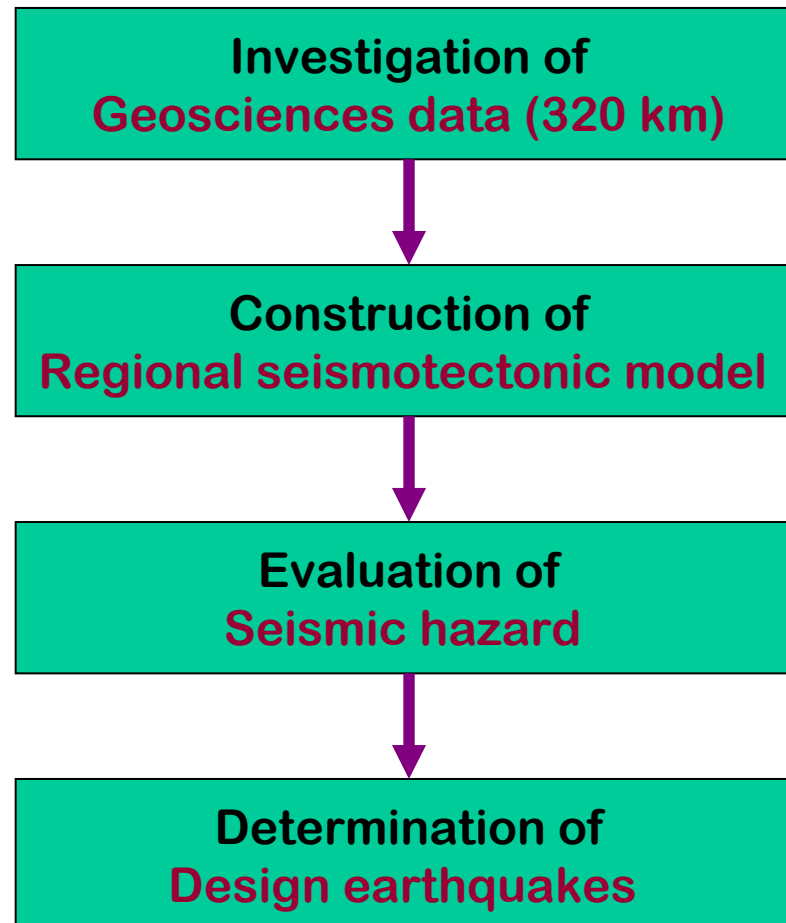 Investigation of
Geosciences data (320 km)
Construction of
Regional seismotectonic model
Evaluation of
Seismic hazard
Determination of
Design earthquakes